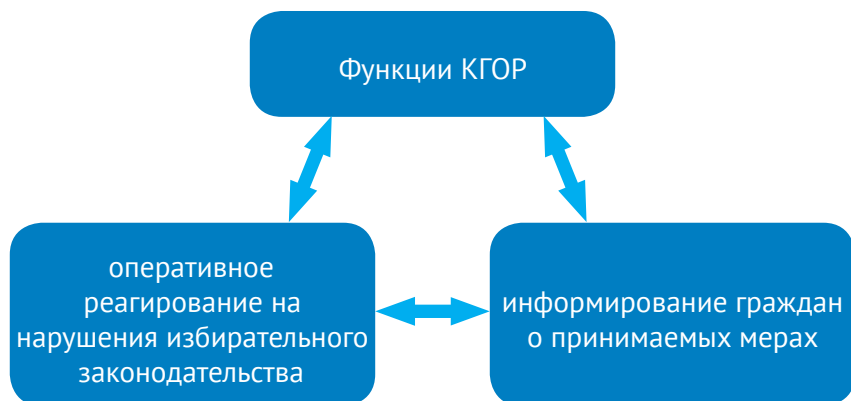 Функции КГОР
оперативное
реагирование на
нарушения избирательного
законодательства
информирование граждан
о принимаемых мерах